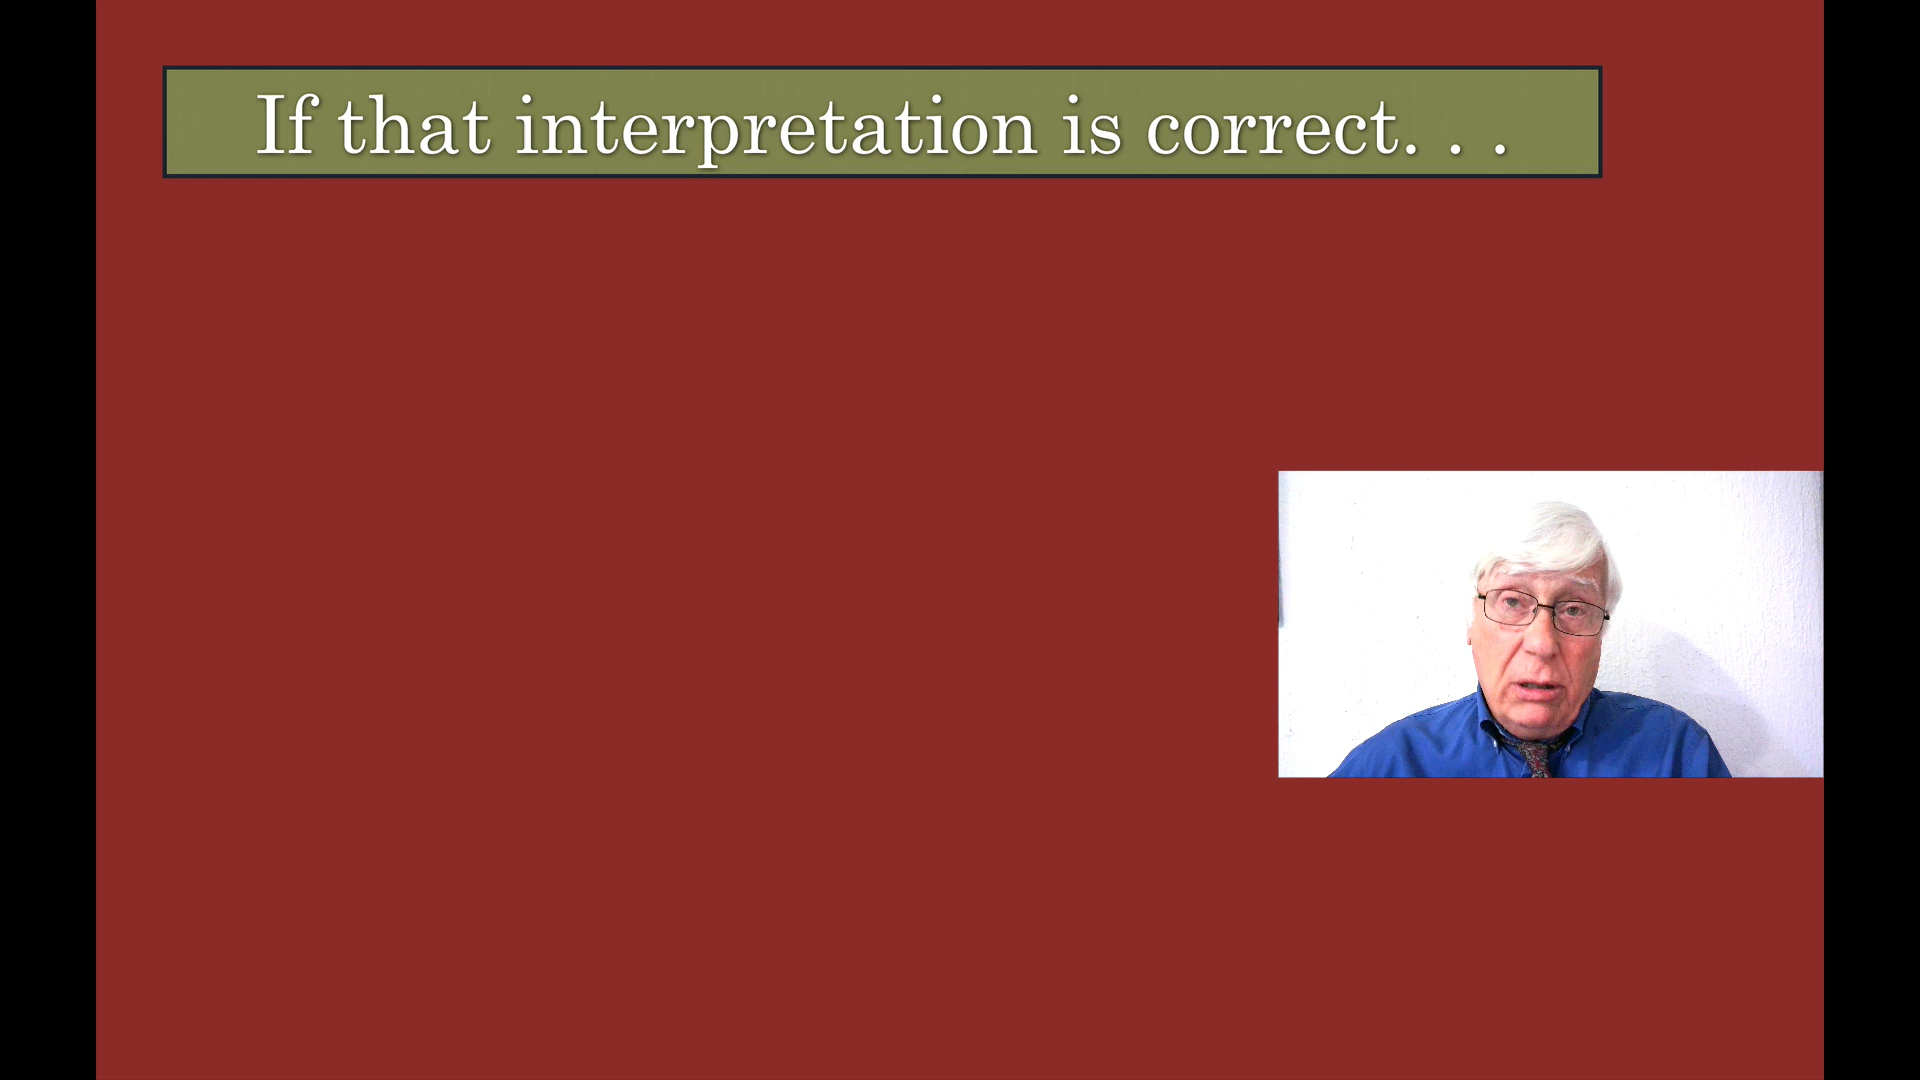 If that interpretation is correct. . .